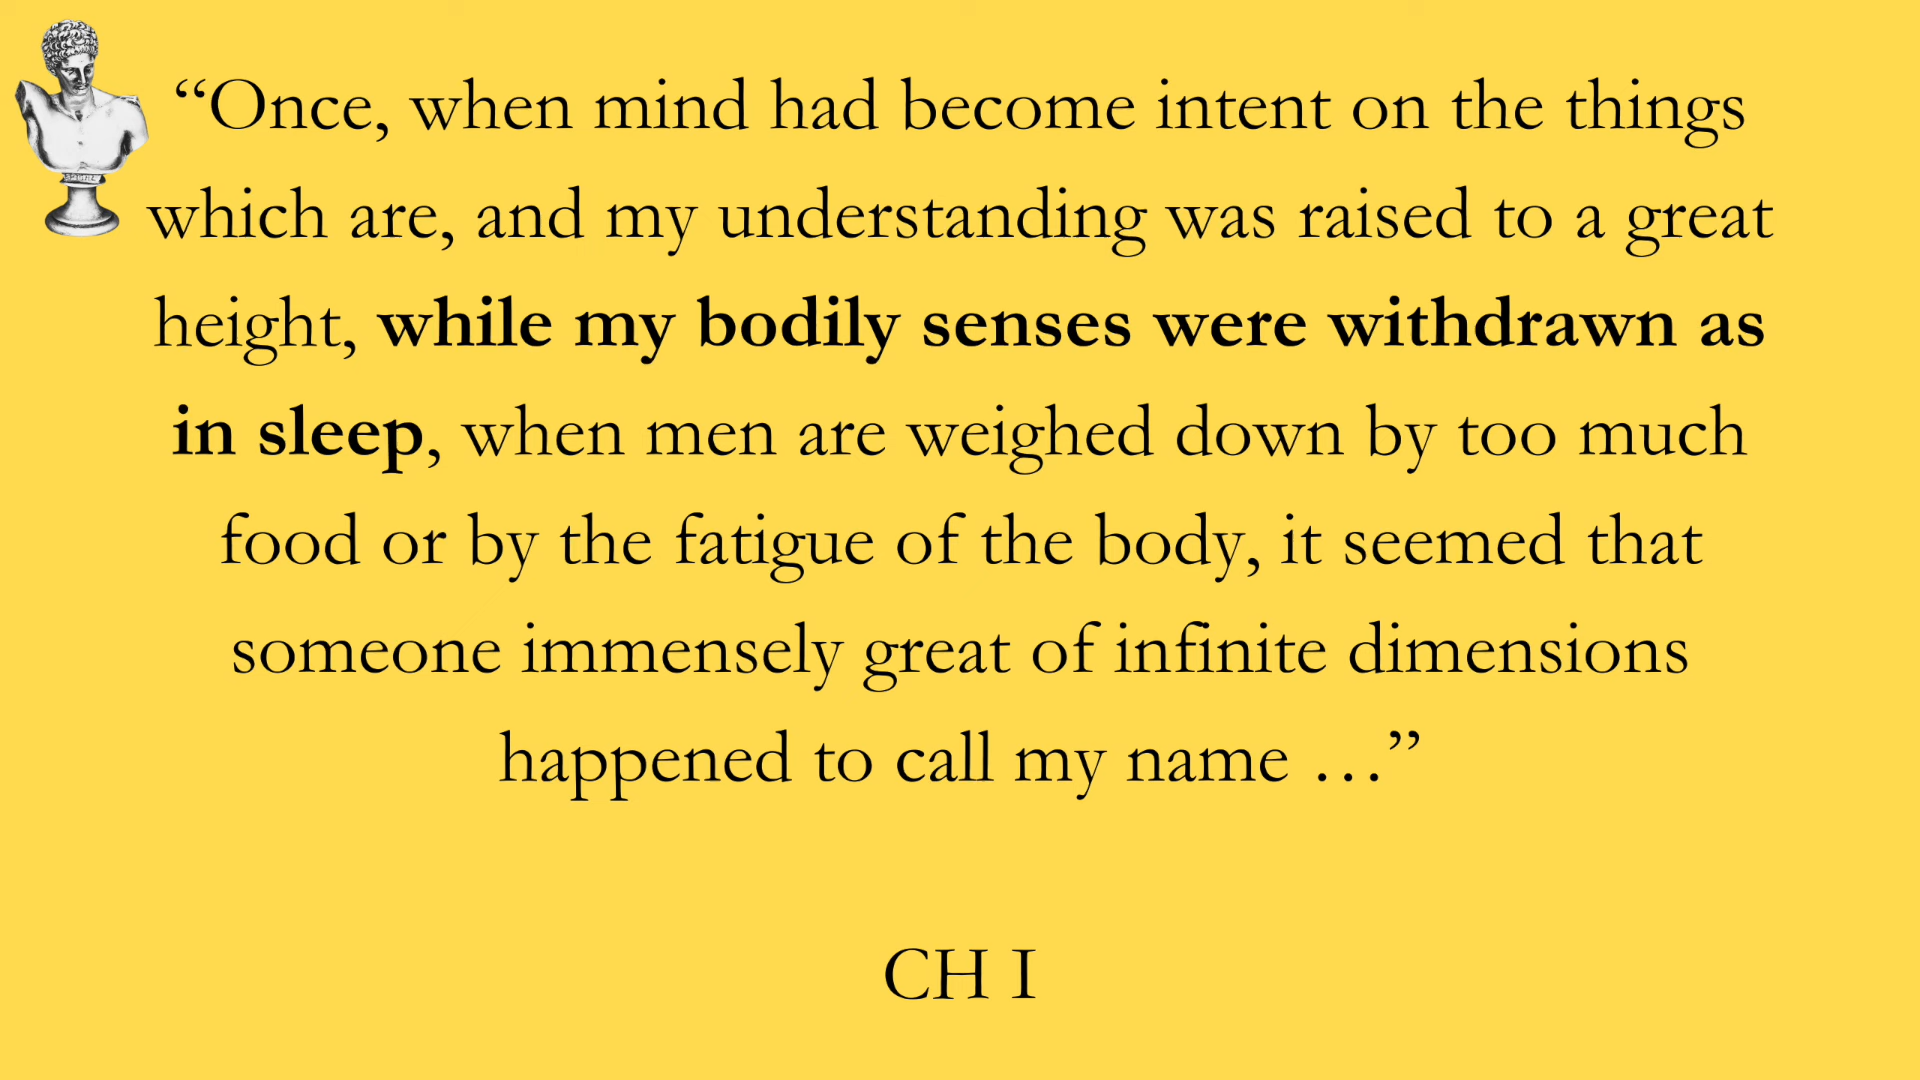 “Once, when mind had become intent on the things
which are, and my understanding was raised to a great
height, while my bodily senses were withdrawn as
in sleep, when men are weighed down by too much
food or by the fatigue of the body, it seemed that
someone immensely great of infinite dimensions
happened to call my name …”
CH I